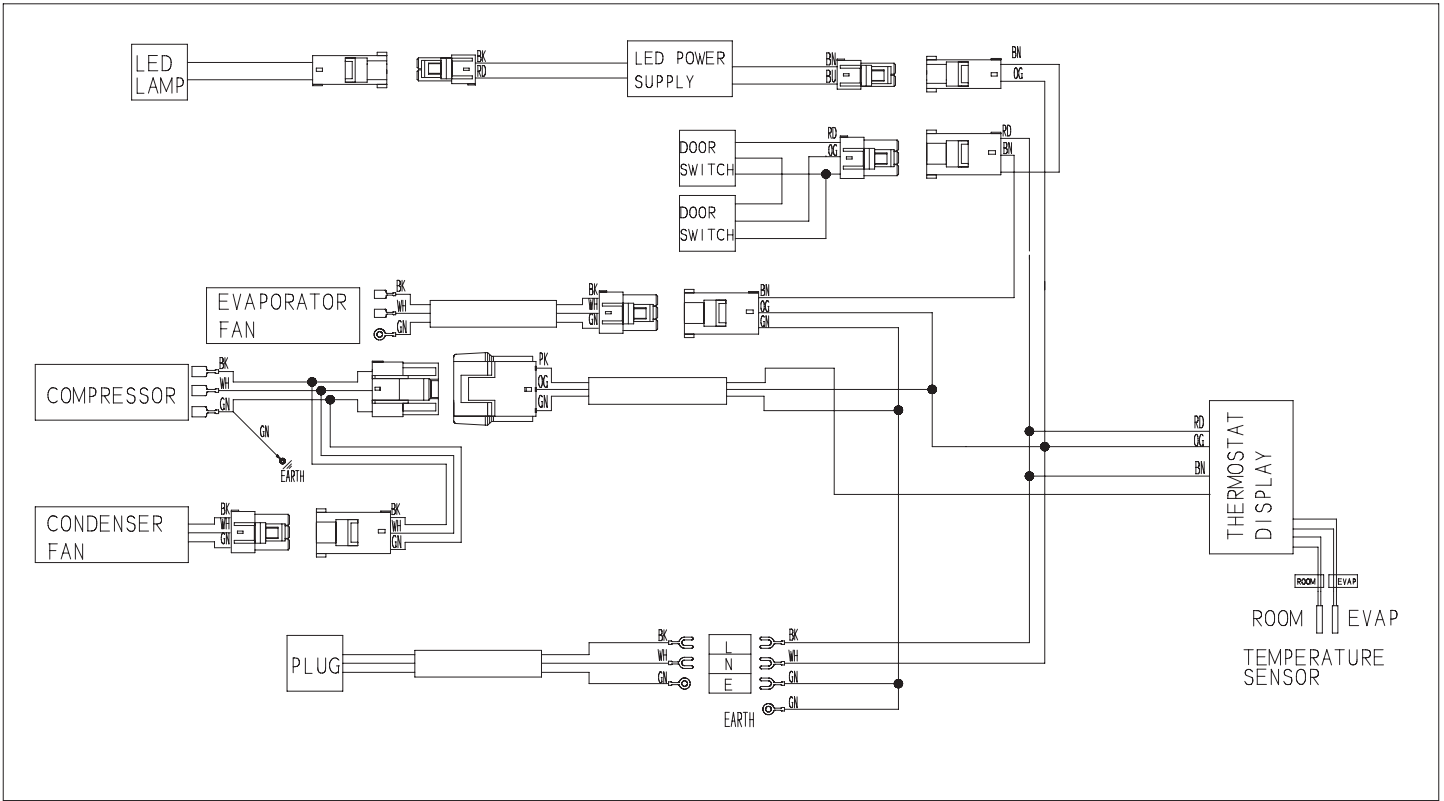 LED
LAMP
BK
RD
LED POWER
SUPPLY
BN
BU
BN
OG
DOOR
SWITCH
RD
OG
RD
BN
DOOR
SWITCH
EVAPORATOR
FAN
BK
WH
GN
BK
WH
GN
BN
OG
GN
COMPRESSOR
BK
WH
GN
GN
EARTH
PK
OG
GN
RD
OG
BN
THERMOSTAT
DISPLAY
CONDENSER
FAN
BK
WH
GN
BK
WH
GN
ROOM
EVAP
ROOM
EVAP
TEMPERATURE
SENSOR
PLUG
BK
WH
GN
L
N
E
BK
WH
GN
GN
EARTH